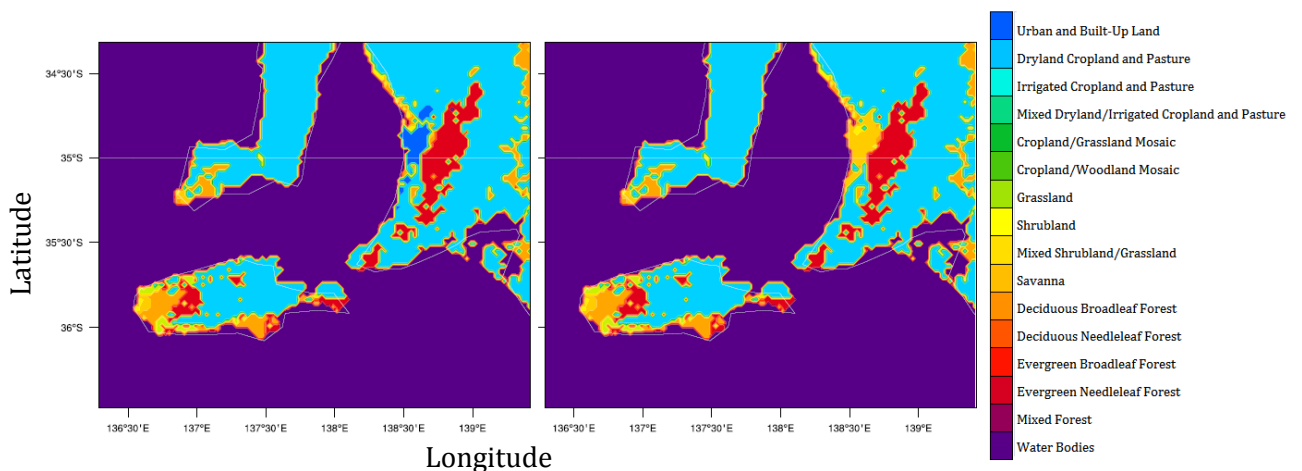 Latitude
34°30'S
35°S
35°30'S
36°S
136°30'E
137°E
137°30'E
138°E
138°30'E
139°E
136°30'E
137°E
137°30'E
138°E
138°30'E
139°E
Longitude
Urban and Built-Up Land
Dryland Cropland and Pasture
Irrigated Cropland and Pasture
Mixed Dryland/Irrigated Cropland and Pasture
Cropland/Grassland Mosaic
Cropland/Woodland Mosaic
Grassland
Shrubland
Mixed Shrubland/Grassland
Savanna
Deciduous Broadleaf Forest
Deciduous Needleleaf Forest
Evergreen Broadleaf Forest
Evergreen Needleleaf Forest
Mixed Forest
Water Bodies